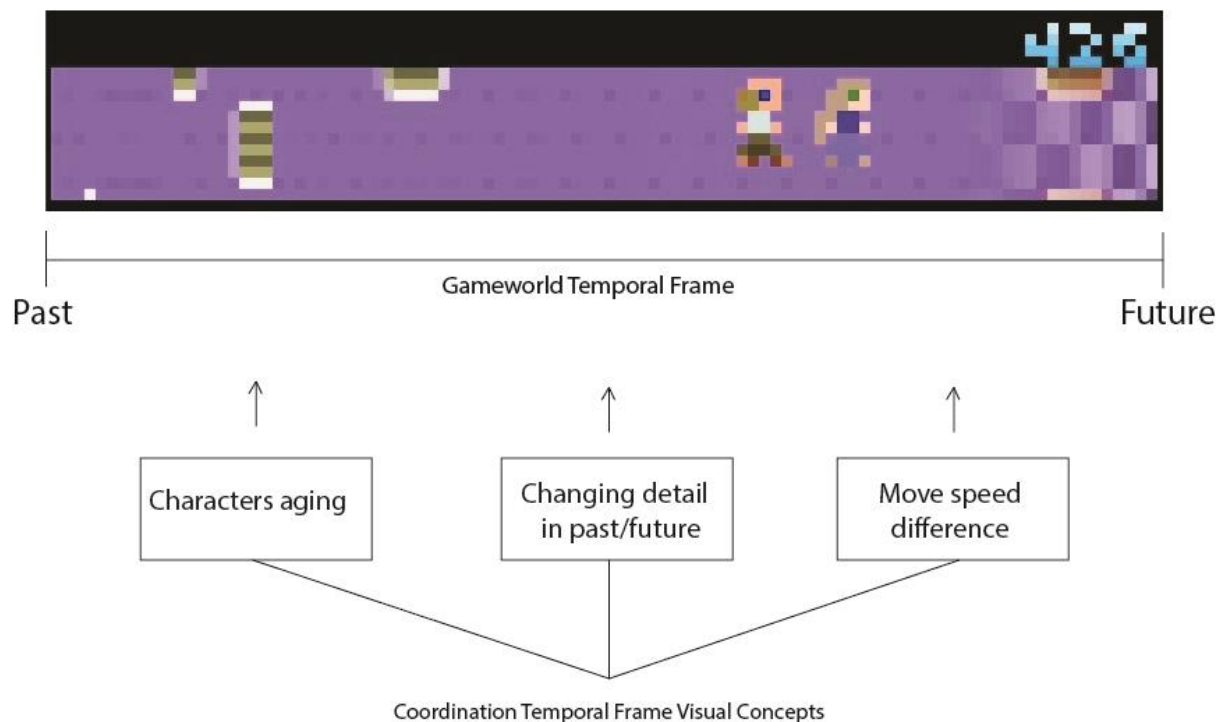 426
Gameworld Temporal Frame
Past
Future
Characters aging
Changing detail
in past/future
Move speed
difference
Coordination Temporal Frame Visual Concepts